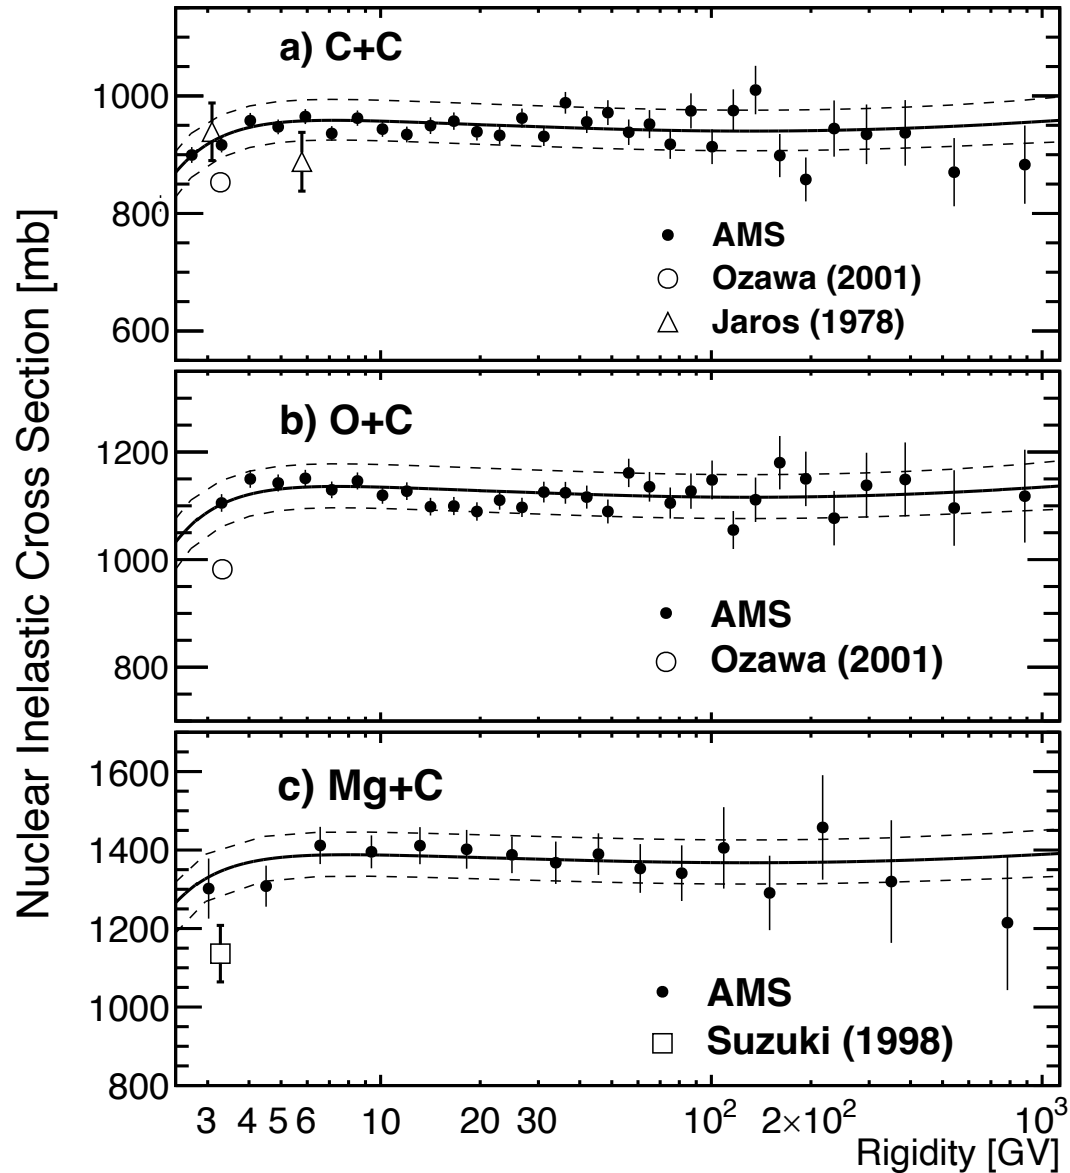 Nuclear Inelastic Cross Section [mb]
a) C+C
1000
800
600
AMS
Ozawa (2001)
Jaros (1978)
b) O+C
1200
1000
800
AMS
Ozawa (2001)
c) Mg+C
1600
1400
1200
1000
800
AMS
Suzuki (1998)
3 4 5 6 10 20 30 10² 2×10² 10³
Rigidity [GV]